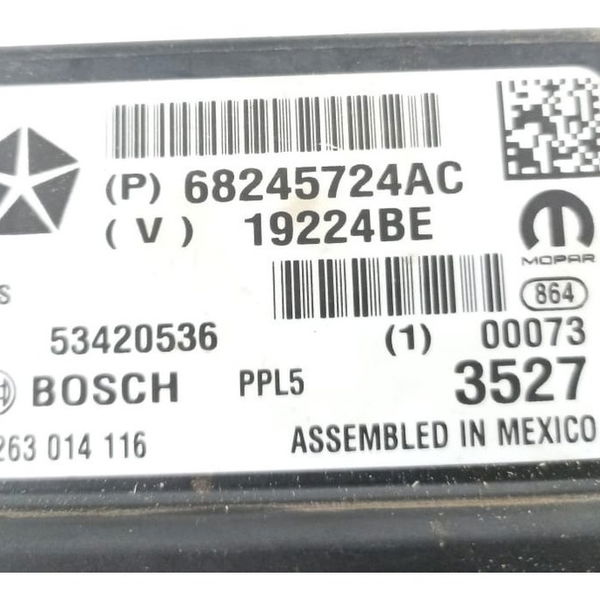 (P) 68245724AC
(V) 19224BE
MOPAR
S
864
53420536 (1) 00073
BOSCH PPL5 3527
263 014 116 ASSEMBLED IN MEXICO